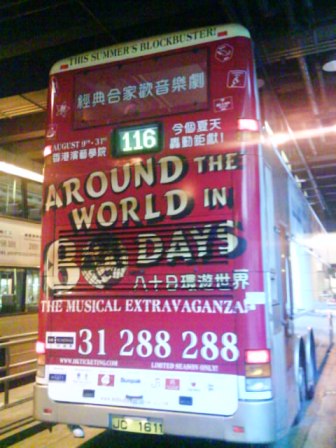 THIS SUMMER'S BLOCKBUSTER!
經典合家歡音樂劇
AUGUST 9TH - 31ST
香港演藝學院
116
今個夏天
轟動鉅獻!
AROUND THE
WORLD IN
80 DAYS
八十日環遊世界
THE MUSICAL EXTRAVAGANZA!
31 288 288
WWW.HKTICKETING.COM
LIMITED SEASON ONLY!
JC 1611